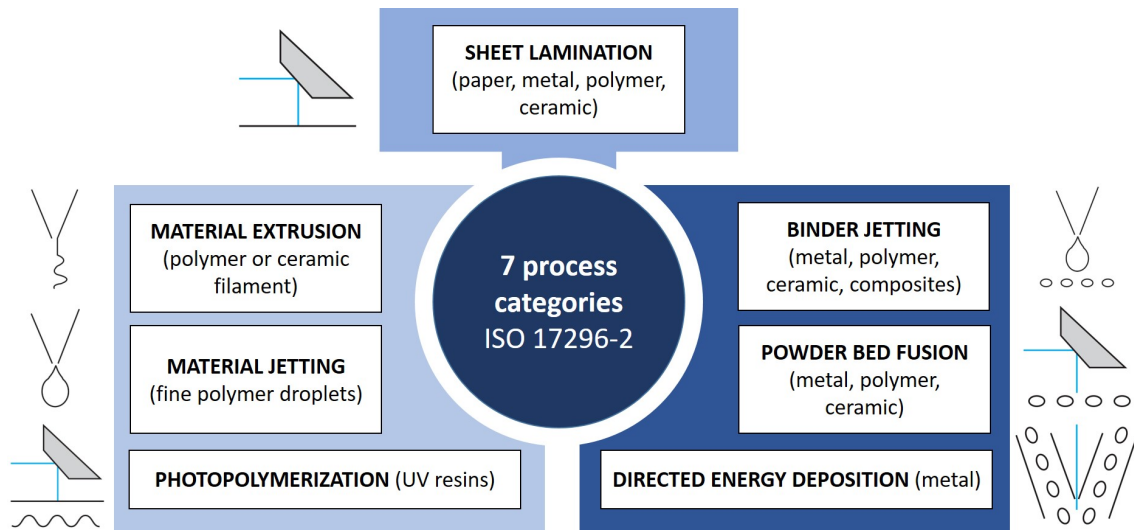 SHEET LAMINATION
(paper, metal, polymer,
ceramic)
MATERIAL EXTRUSION
(polymer or ceramic
filament)
MATERIAL JETTING
(fine polymer droplets)
PHOTOPOLYMERIZATION (UV resins)
7 process
categories
ISO 17296-2
BINDER JETTING
(metal, polymer,
ceramic, composites)
POWDER BED FUSION
(metal, polymer,
ceramic)
DIRECTED ENERGY DEPOSITION (metal)